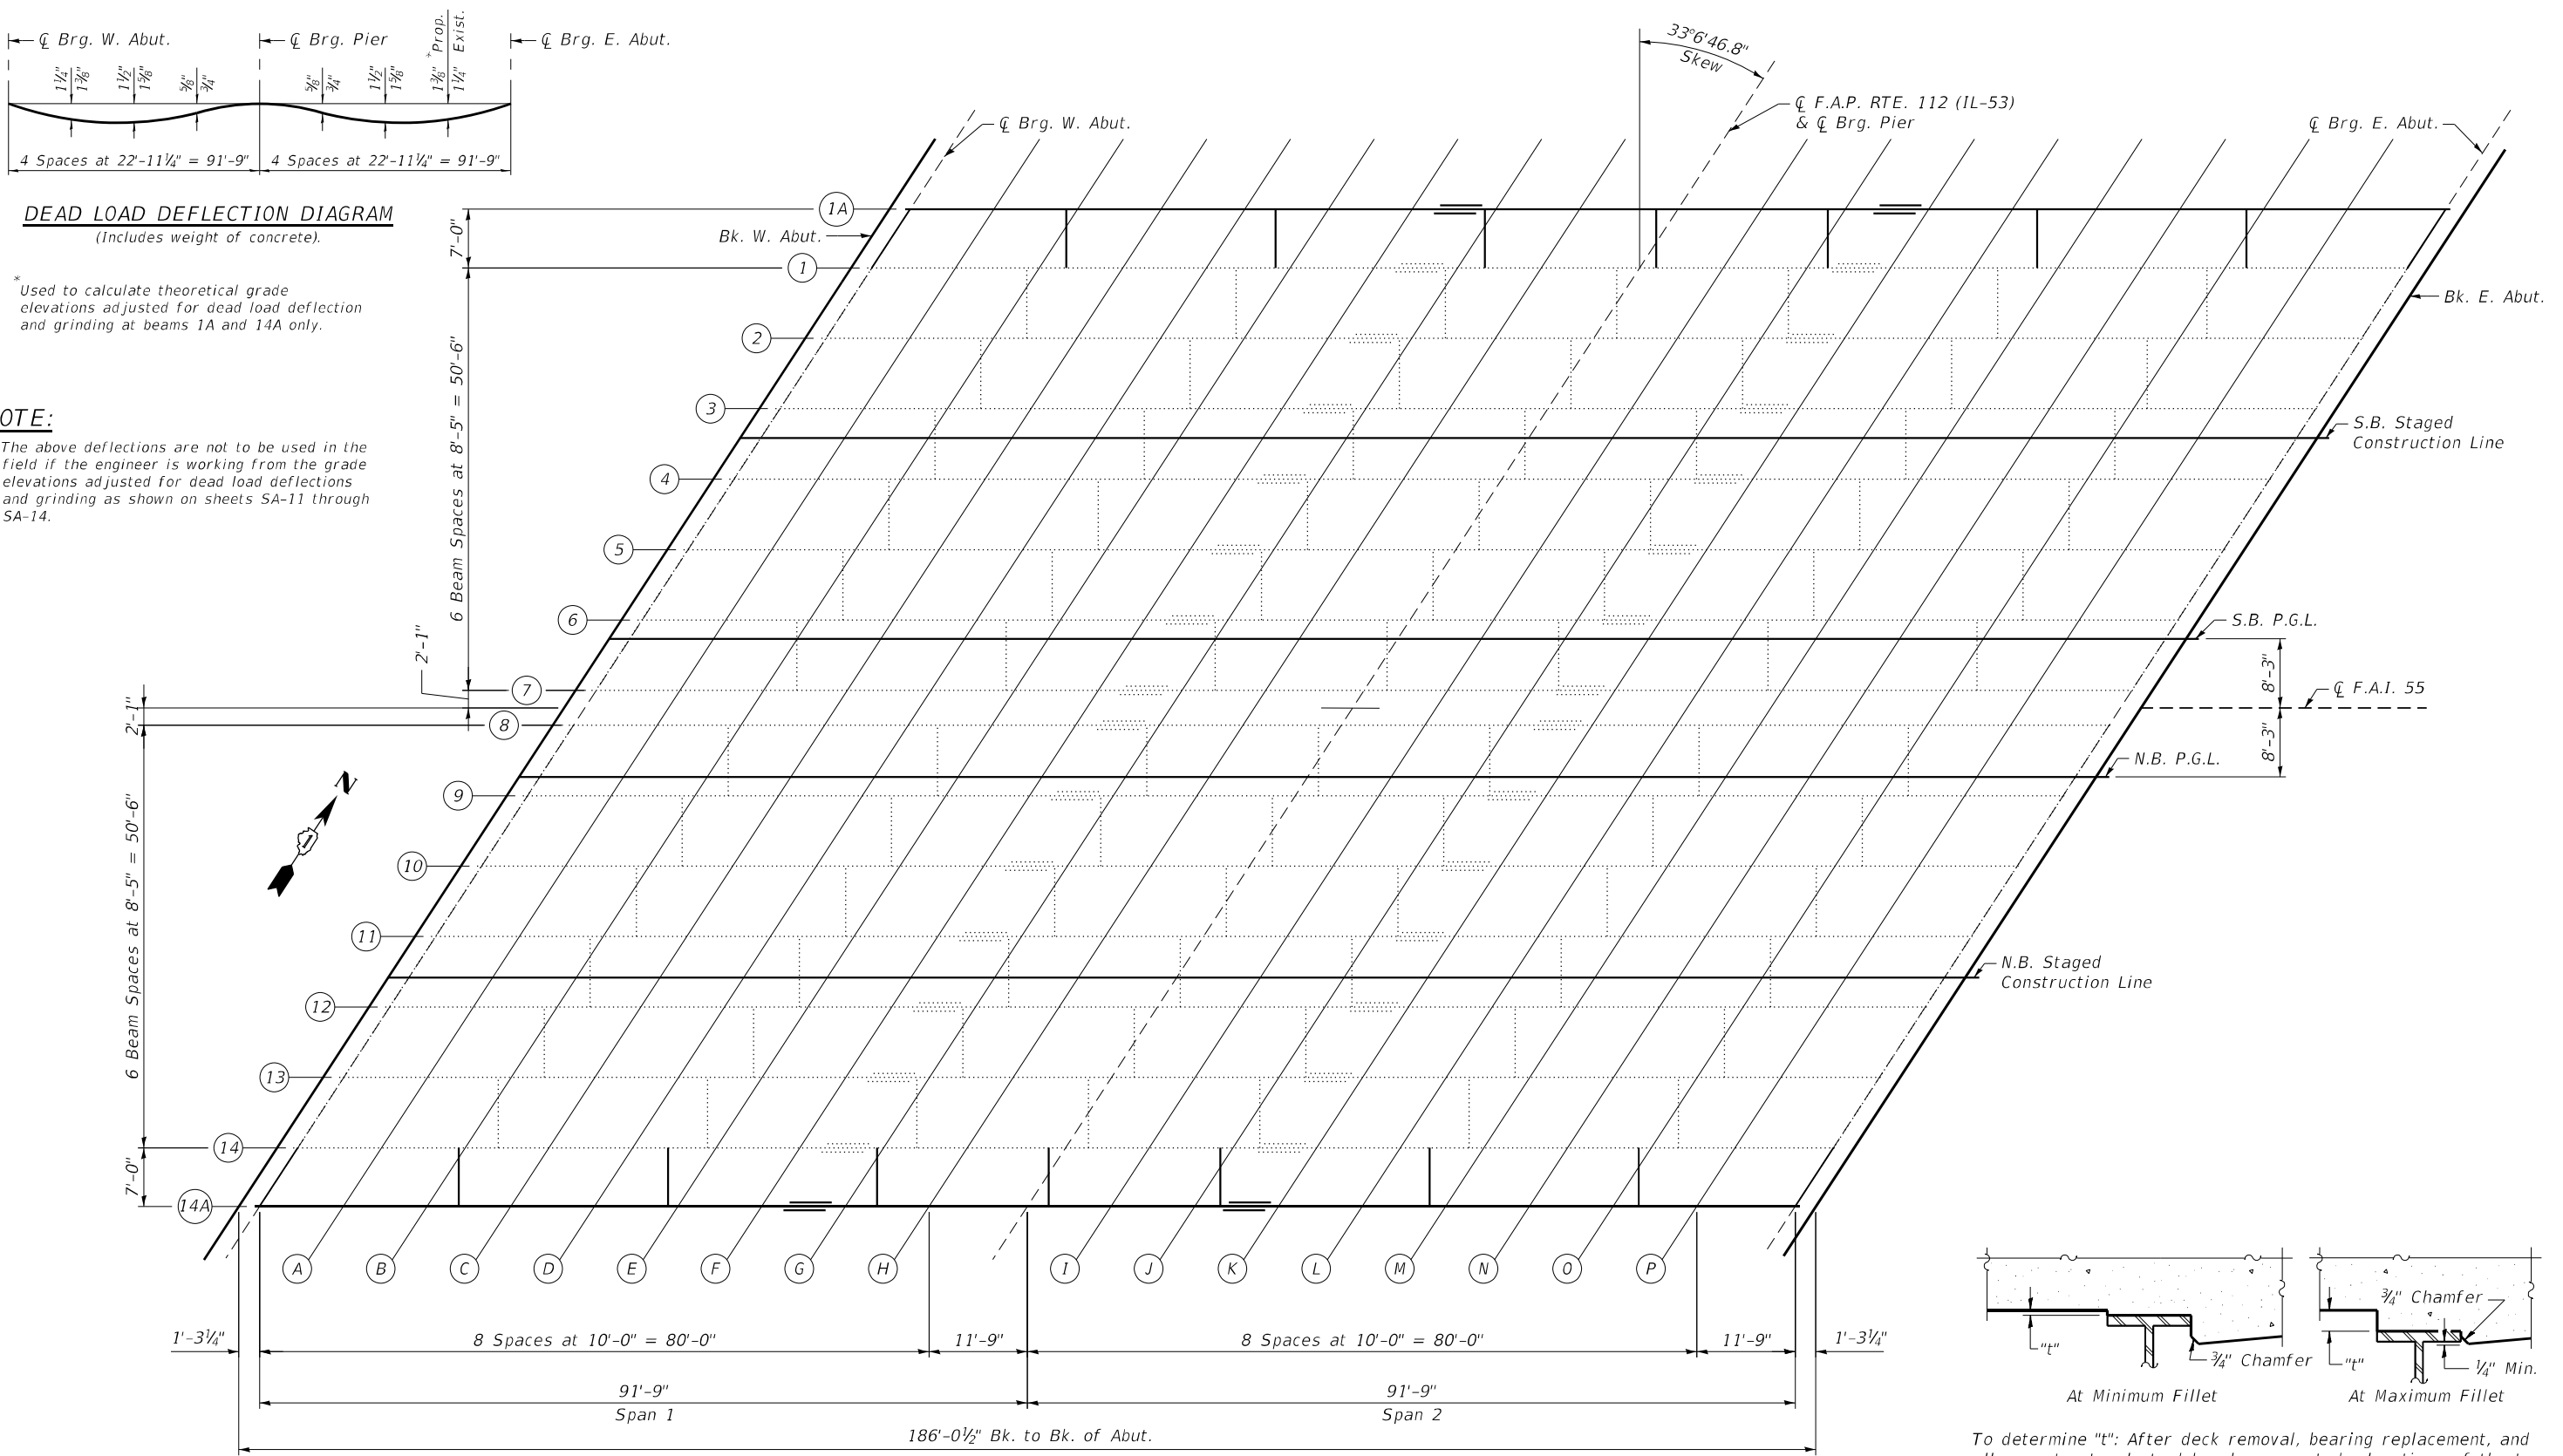 ℄ Brg. W. Abut.
℄ Brg. Pier
℄ Brg. E. Abut.
1¼"
1⅜"
1½"
1⅝"
⅝"
¾"
⅝"
¾"
1½"
1⅝"
1⅜" *Prop.
1¼" Exist.
4 Spaces at 22'-11¼" = 91'-9"
4 Spaces at 22'-11¼" = 91'-9"
DEAD LOAD DEFLECTION DIAGRAM
(Includes weight of concrete).
*
Used to calculate theoretical grade
elevations adjusted for dead load deflection
and grinding at beams 1A and 14A only.
OTE:
The above deflections are not to be used in the
field if the engineer is working from the grade
elevations adjusted for dead load deflections
and grinding as shown on sheets SA-11 through
SA-14.
33°6'46.8"
Skew
℄ Brg. W. Abut.
℄ F.A.P. RTE. 112 (IL-53)
& ℄ Brg. Pier
℄ Brg. E. Abut.
Bk. W. Abut.
Bk. E. Abut.
1A
1
2
3
4
5
6
7
8
9
10
11
12
13
14
14A
7'-0"
6 Beam Spaces at 8'-5" = 50'-6"
2'-1"
2'-1"
6 Beam Spaces at 8'-5" = 50'-6"
7'-0"
N
S.B. Staged
Construction Line
S.B. P.G.L.
8'-3"
℄ F.A.I. 55
8'-3"
N.B. P.G.L.
N.B. Staged
Construction Line
A
B
C
D
E
F
G
H
I
J
K
L
M
N
O
P
1'-3¼"
8 Spaces at 10'-0" = 80'-0"
11'-9"
8 Spaces at 10'-0" = 80'-0"
11'-9"
1'-3¼"
91'-9"
Span 1
91'-9"
Span 2
186'-0½" Bk. to Bk. of Abut.
"t"
¾" Chamfer
At Minimum Fillet
¾" Chamfer
"t"
¼" Min.
At Maximum Fillet
To determine "t": After deck removal, bearing replacement, and